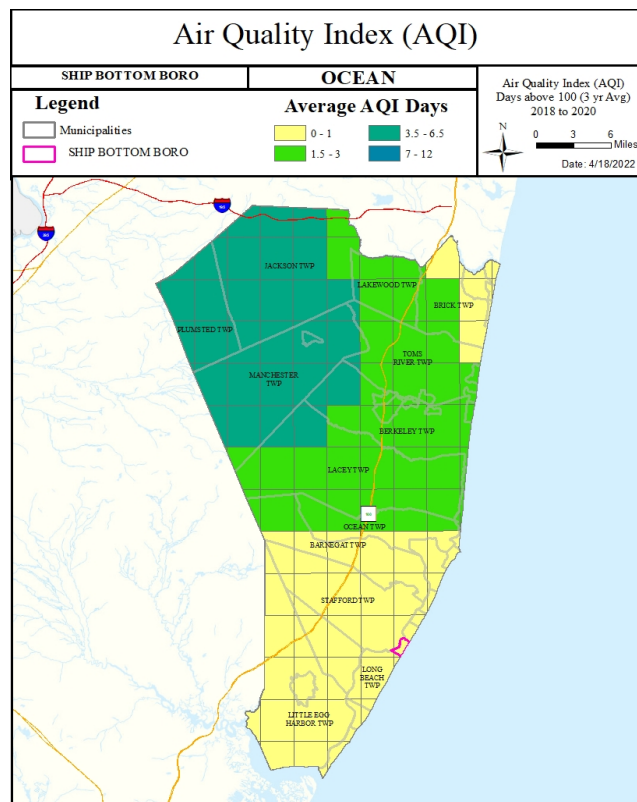 Air Quality Index (AQI)
SHIP BOTTOM BORO
OCEAN
Legend
Municipalities
SHIP BOTTOM BORO
Average AQI Days
0 - 1
1.5 - 3
3.5 - 6.5
7 - 12
Air Quality Index (AQI)
Days above 100 (3 yr Avg)
2018 to 2020
N
0 3 6
Miles
Date: 4/18/2022
JACKSON TWP
LAKEWOOD TWP
BRICK TWP
PLUMSTED TWP
TOMS
RIVER TWP
MANCHESTER
TWP
BERKELEY TWP
LACEY TWP
OCEAN TWP
BARNEGAT TWP
STAFFORD TWP
LONG
BEACH
TWP
LITTLE EGG
HARBOR TWP